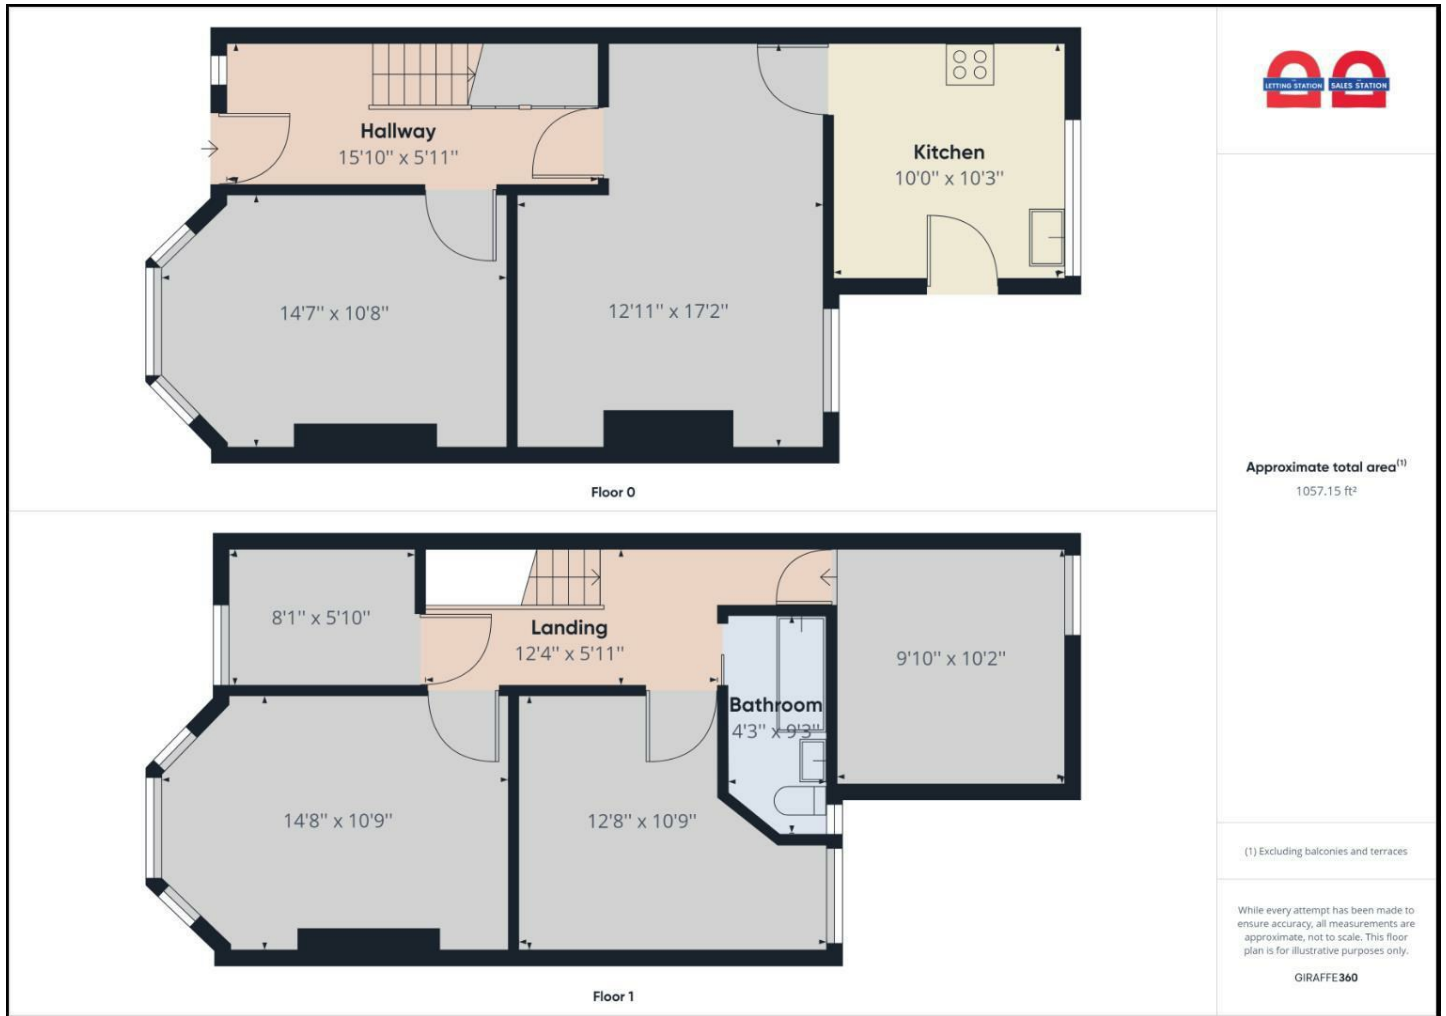 Hallway
15'10'' x 5'11''
Kitchen
10'0'' x 10'3''
14'7'' x 10'8''
12'11'' x 17'2''
Floor 0
8'1'' x 5'10''
Landing
12'4'' x 5'11''
9'10'' x 10'2''
Bathroom
4'3'' x 9'3''
14'8'' x 10'9''
12'8'' x 10'9''
Floor 1
LETTING STATION
SALES STATION
Approximate total area(1)
1057.15 ft²
(1) Excluding balconies and terraces
While every attempt has been made to
ensure accuracy, all measurements are
approximate, not to scale. This floor
plan is for illustrative purposes only.
GIRAFFE360